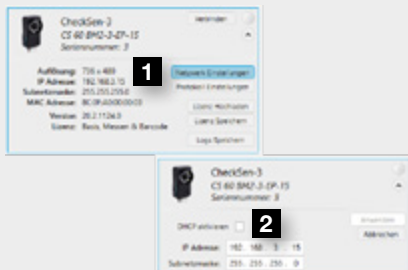 CheckSen-3
Verbinden
CS 60 BM2-3-EP-15
Seriennummer: 3
1
Auflösung: 736 x 480
Netzwerk Einstellungen
IP Adresse: 192.168.3.15
Protokoll Einstellungen
Subnetzmaske: 255.255.255.0
MAC Adresse:
Lizenz Hochladen
Version
Lizenz Speichern
Lizenz: Basis, Messen & Barcode
Logs Speichern
CheckSen-3
CS 60 BM2-3-EP-15
Seriennummer: 3
Anwenden
DHCP aktivieren
2
Abbrechen
IP Adresse: 192. 168. 3. 15
Subnetzmaske: 255. 255. 255. 0